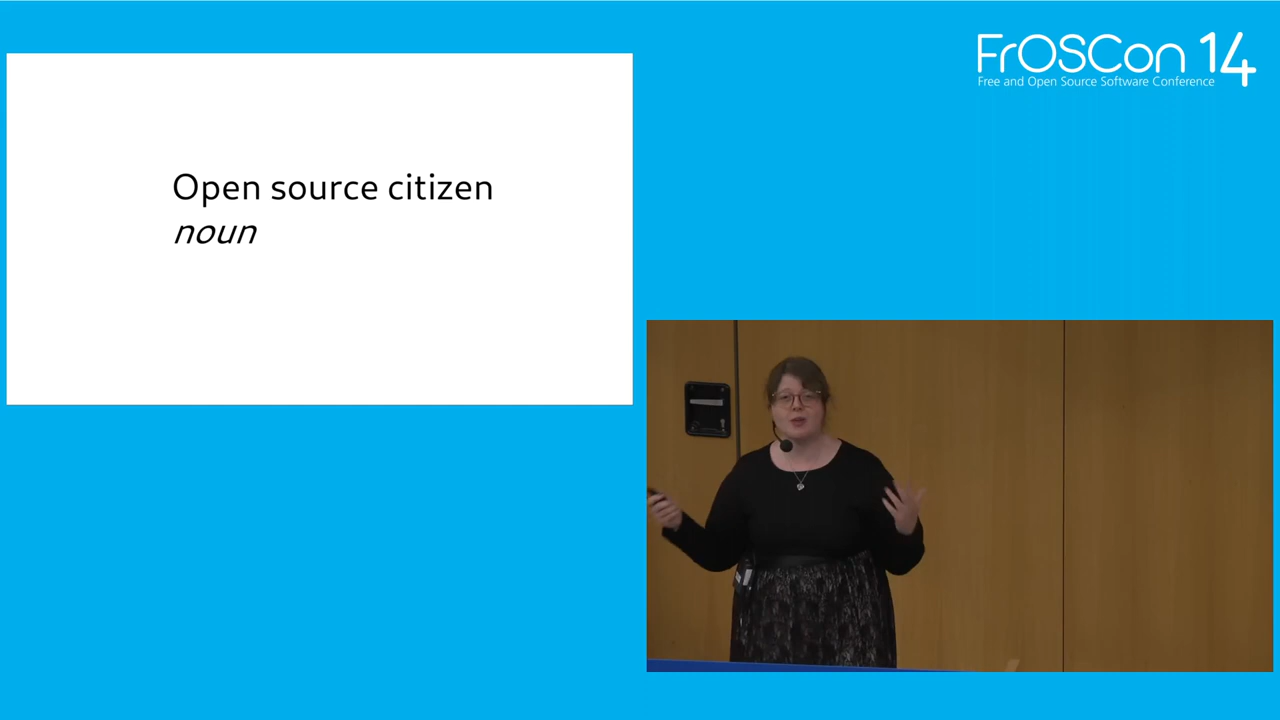 FrOSCon 14
Free and Open Source Software Conference
Open source citizen
noun